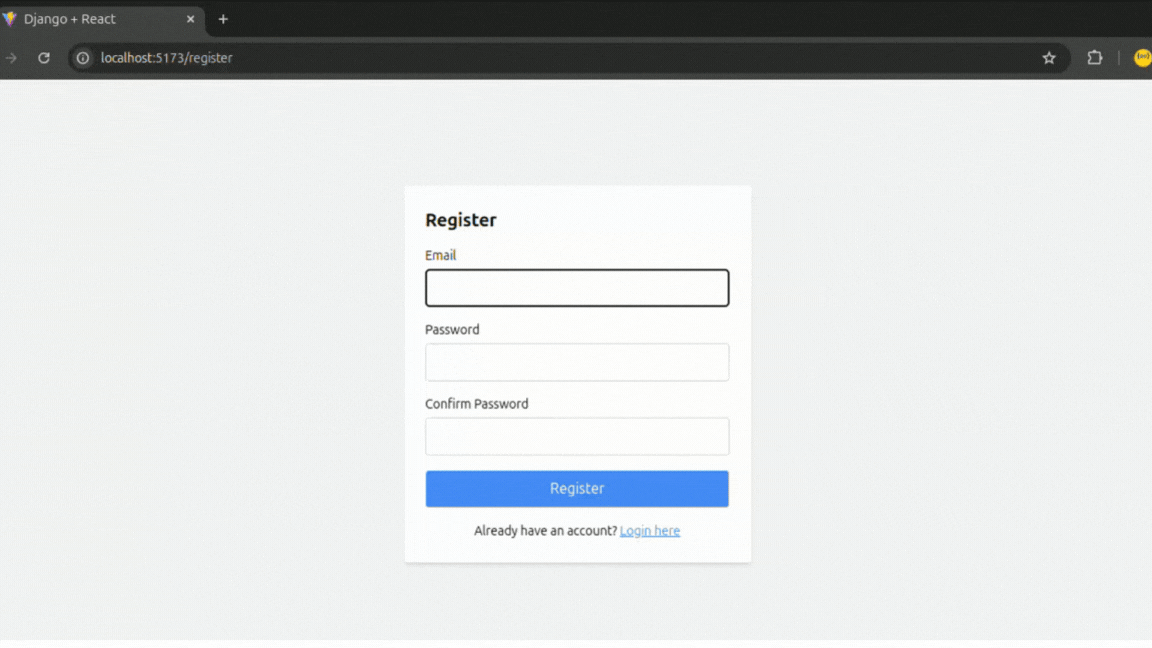 Django + React
localhost:5173/register
Register
Email
Password
Confirm Password
Register
Already have an account? Login here